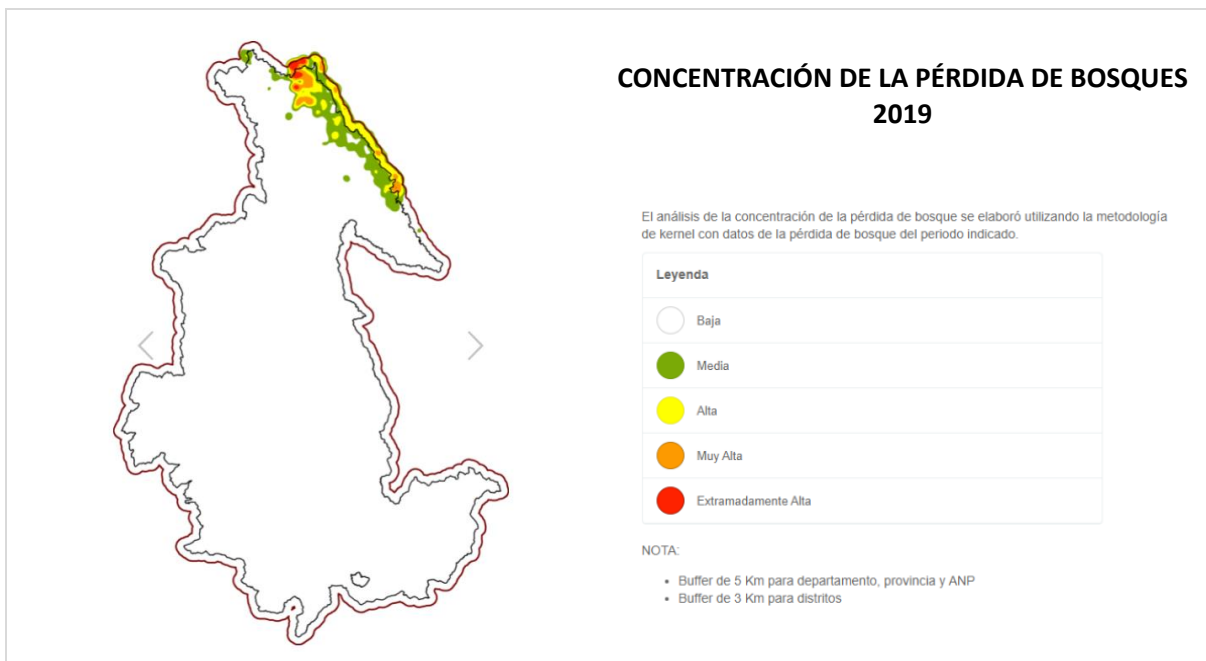 CONCENTRACIÓN DE LA PÉRDIDA DE BOSQUES
2019
El análisis de la concentración de la pérdida de bosque se elaboró utilizando la metodología
de kernel con datos de la pérdida de bosque del periodo indicado.
Leyenda
Baja
Media
Alta
Muy Alta
Extramadamente Alta
NOTA:
• Buffer de 5 Km para departamento, provincia y ANP
• Buffer de 3 Km para distritos